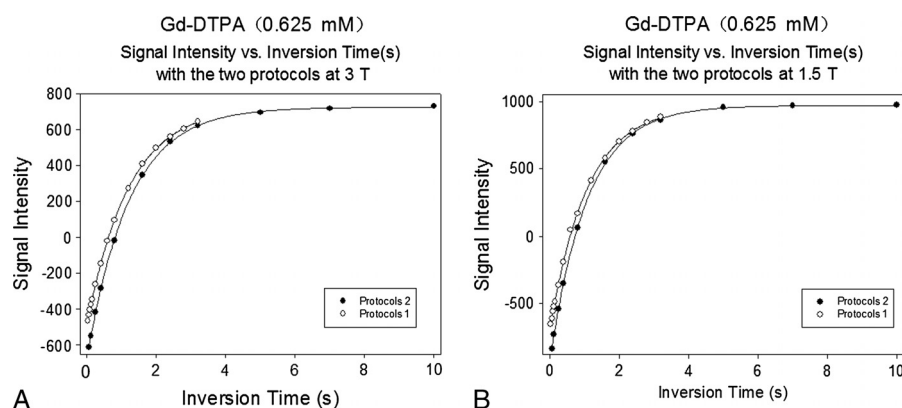 Gd-DTPA（0.625 mM）
Signal Intensity vs. Inversion Time(s)
with the two protocols at 3 T
800
600
400
200
0
-200
-400
-600
Signal Intensity
Protocols 2
Protocols 1
0
2
4
6
8
10
Inversion Time (s)
A
Gd-DTPA（0.625 mM）
Signal Intensity vs. Inversion Time(s)
with the two protocols at 1.5 T
1000
500
0
-500
Signal Intensity
Protocols 2
Protocols 1
0
2
4
6
8
10
Inversion Time (s)
B